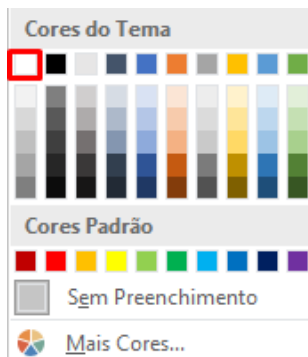 Cores do Tema
Cores Padrão
Sem Preenchimento
Mais Cores...